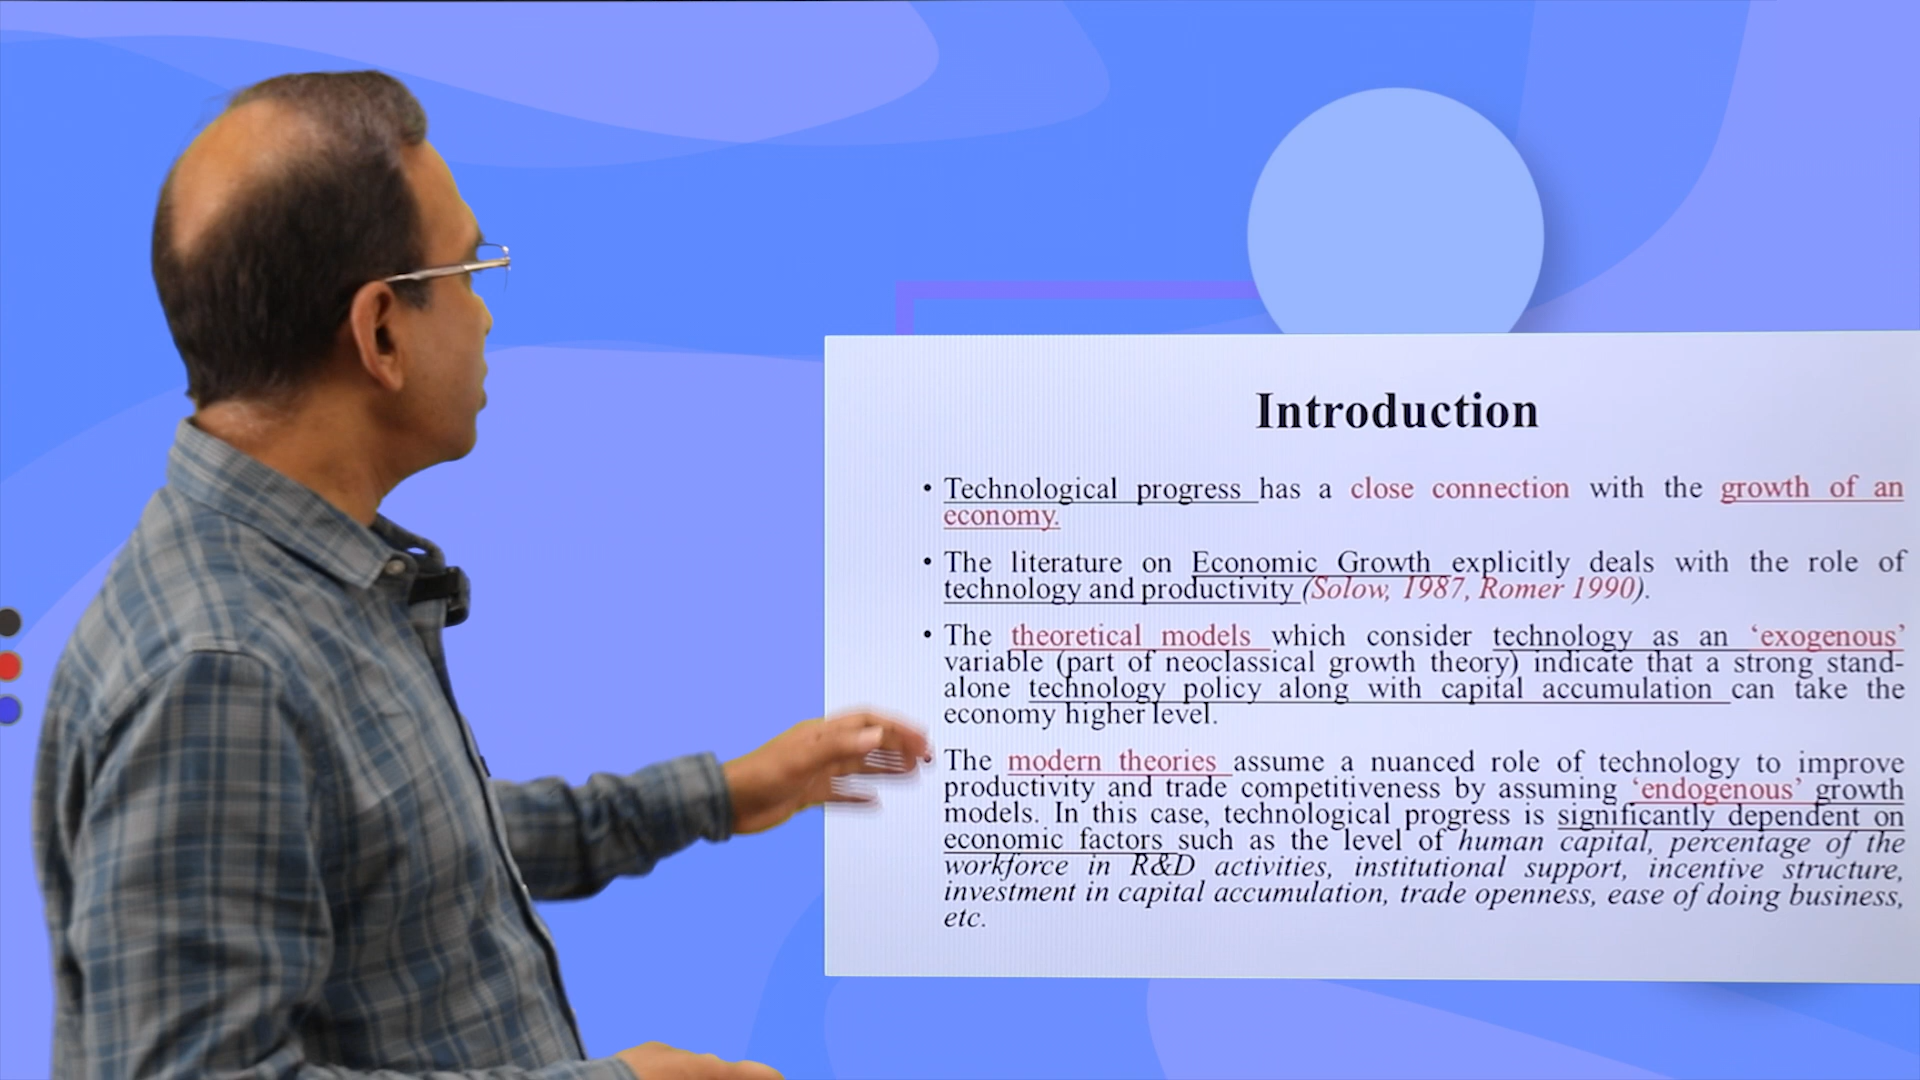 Introduction
• Technological progress has a close connection with the growth of an
economy.
• The literature on Economic Growth explicitly deals with the role of
technology and productivity (Solow, 1987, Romer 1990).
• The theoretical models which consider technology as an ‘exogenous’
variable (part of neoclassical growth theory) indicate that a strong stand-
alone technology policy along with capital accumulation can take the
economy higher level.
• The modern theories assume a nuanced role of technology to improve
productivity and trade competitiveness by assuming ‘endogenous’ growth
models. In this case, technological progress is significantly dependent on
economic factors such as the level of human capital, percentage of the
workforce in R&D activities, institutional support, incentive structure,
investment in capital accumulation, trade openness, ease of doing business,
etc.